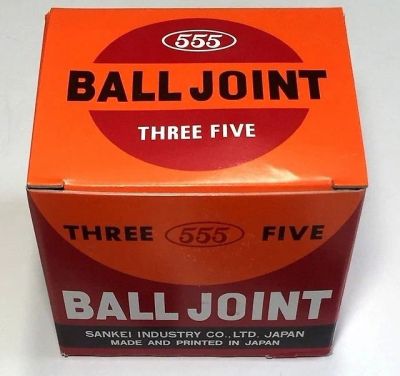 555
BALL JOINT
THREE FIVE
THREE 555 FIVE
BALL JOINT
SANKEI INDUSTRY CO., LTD. JAPAN
MADE AND PRINTED IN JAPAN